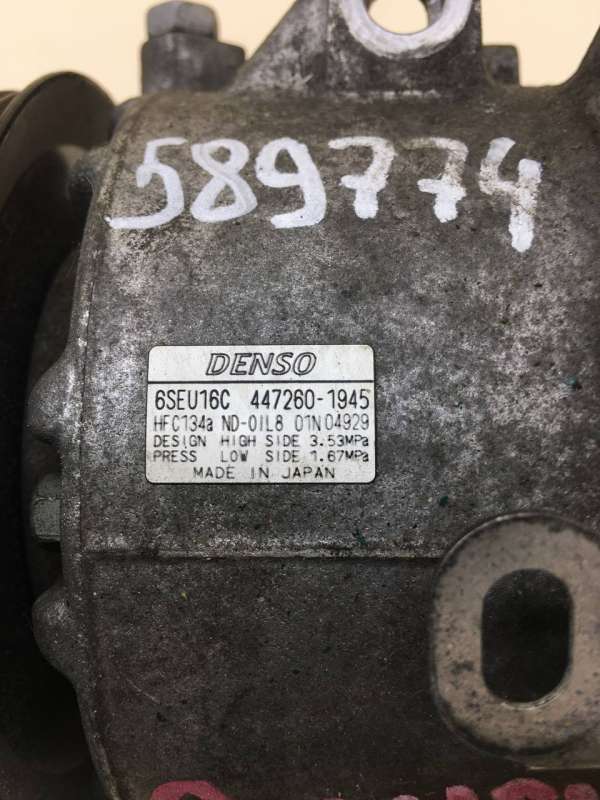 589774
DENSO
6SEU16C 447260-1945
HFC134a ND-OIL8 01N04929
DESIGN HIGH SIDE 3.53MPa
PRESS LOW SIDE 1.67MPa
MADE IN JAPAN